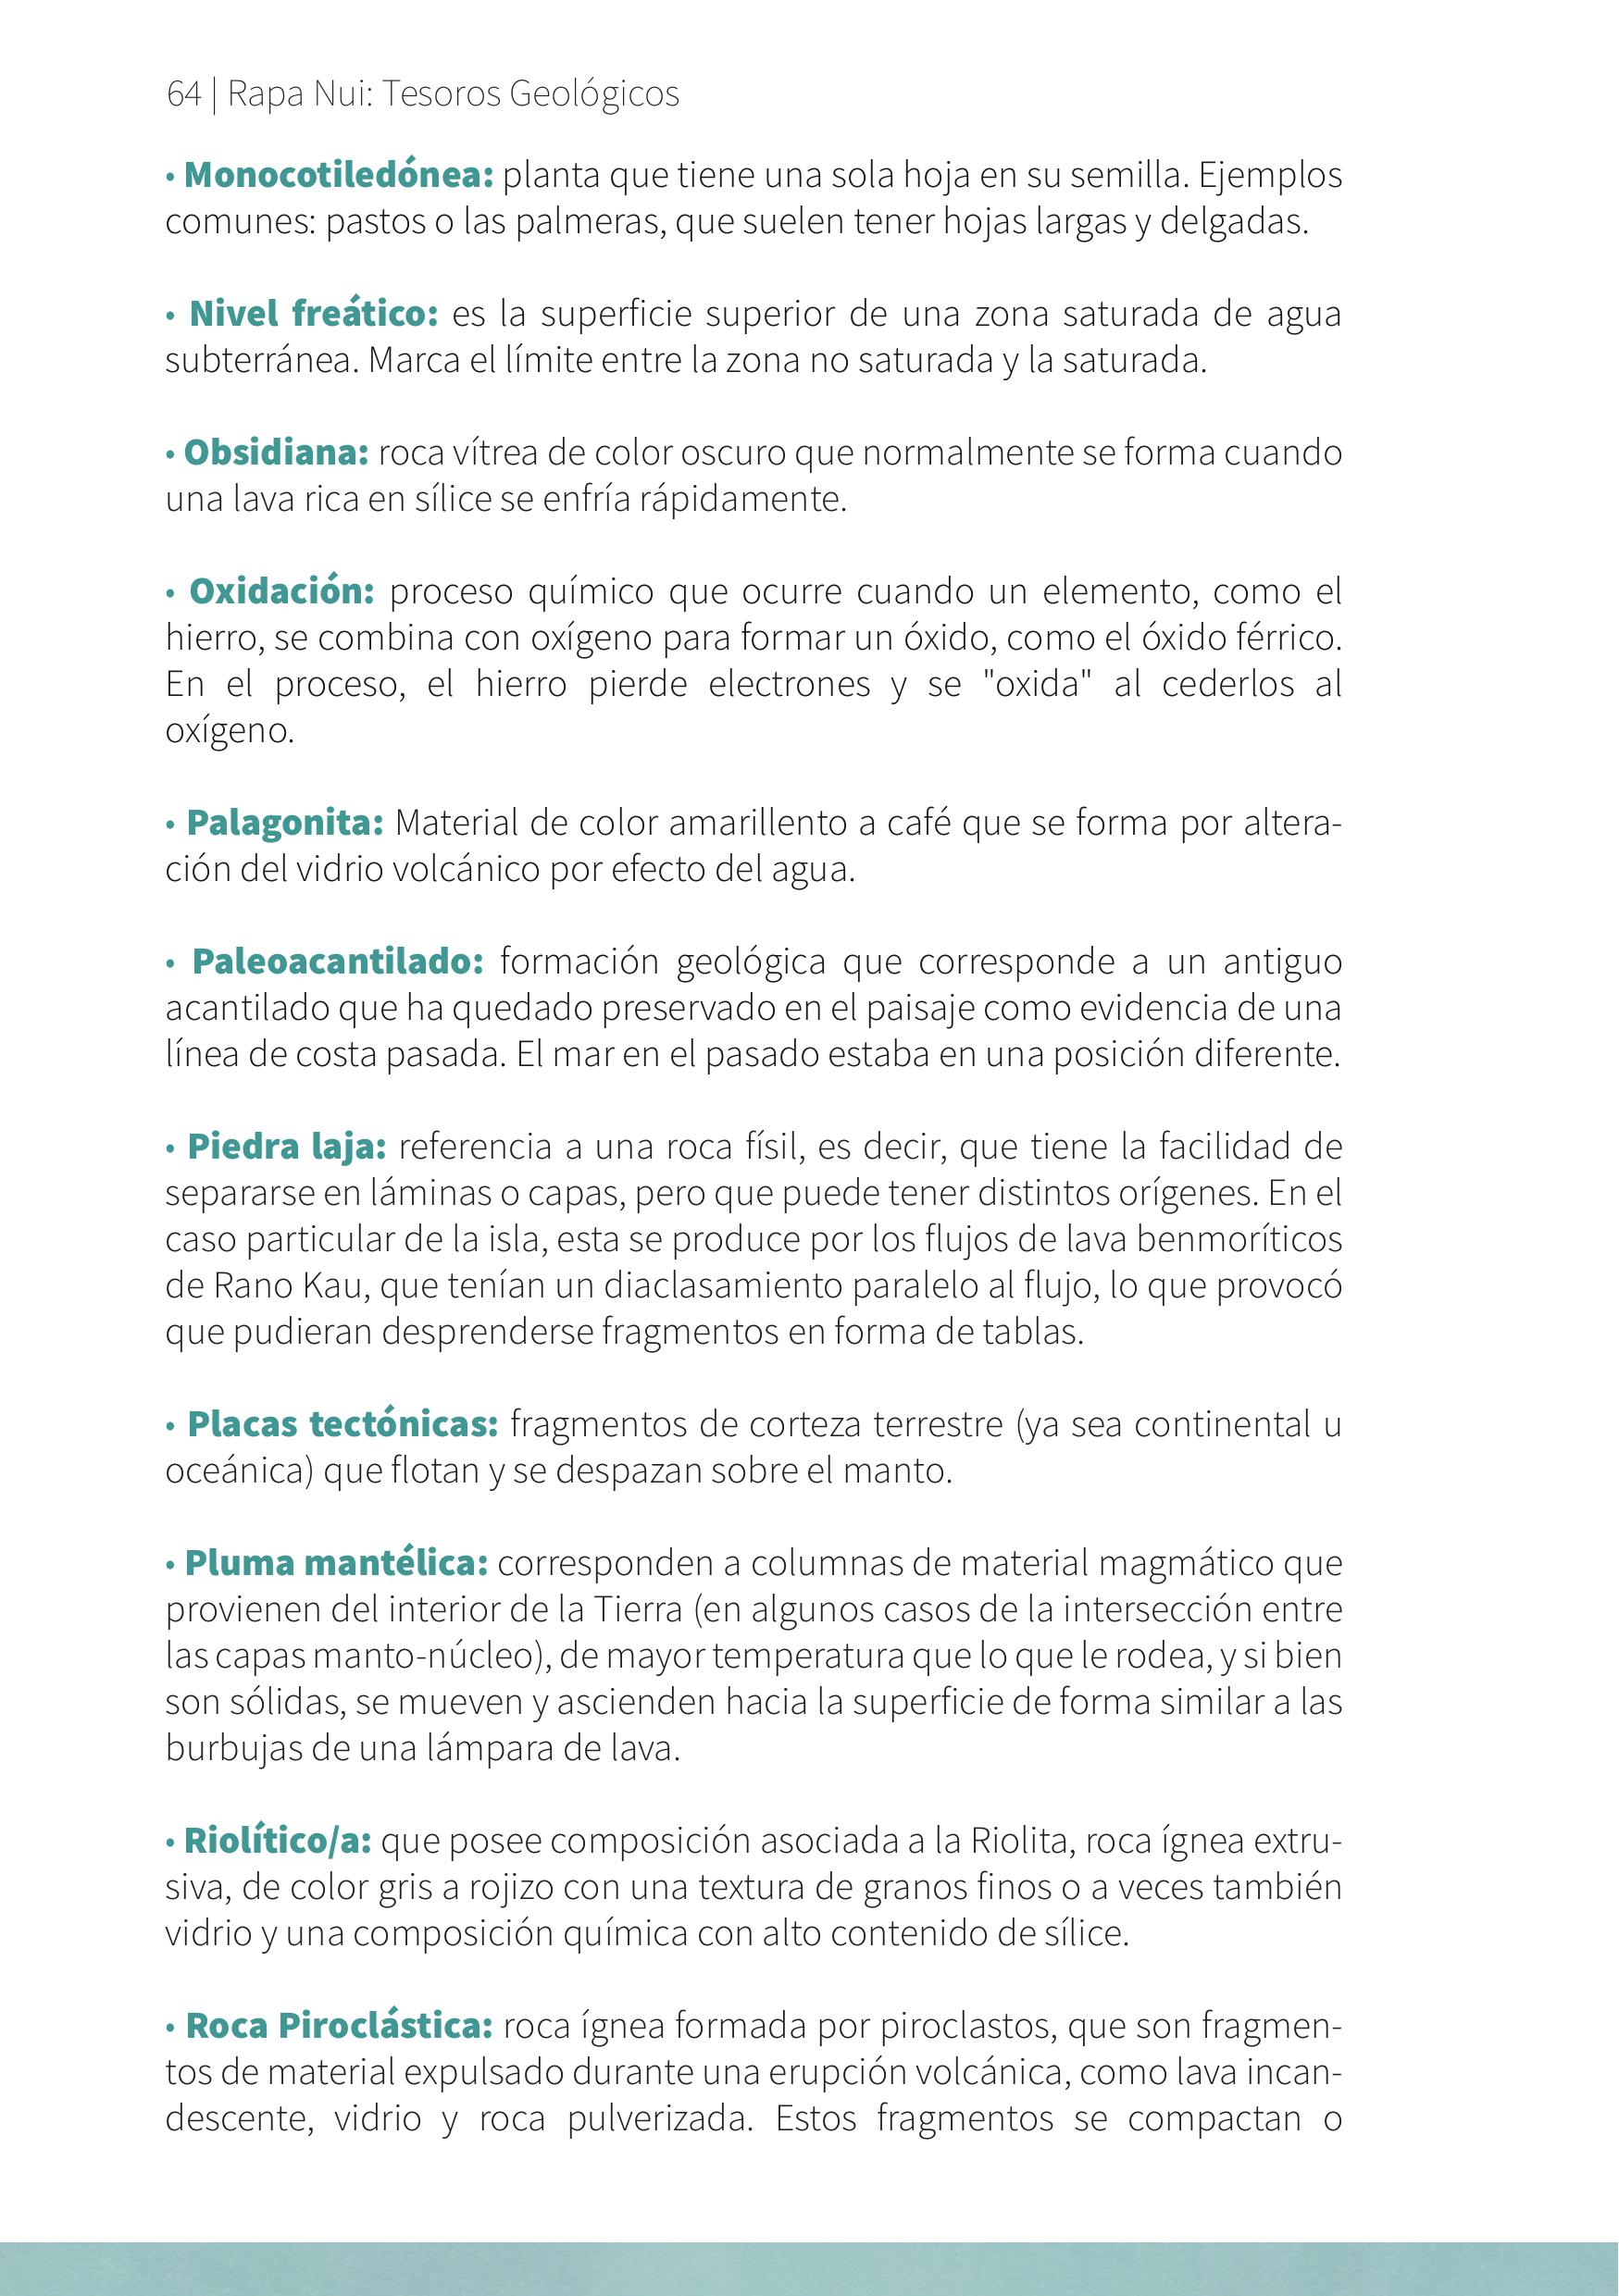 64 | Rapa Nui: Tesoros Geológicos
• Monocotiledónea: planta que tiene una sola hoja en su semilla. Ejemplos
comunes: pastos o las palmeras, que suelen tener hojas largas y delgadas.
• Nivel freático: es la superficie superior de una zona saturada de agua
subterránea. Marca el límite entre la zona no saturada y la saturada.
• Obsidiana: roca vítrea de color oscuro que normalmente se forma cuando
una lava rica en sílice se enfría rápidamente.
• Oxidación: proceso químico que ocurre cuando un elemento, como el
hierro, se combina con oxígeno para formar un óxido, como el óxido férrico.
En el proceso, el hierro pierde electrones y se "oxida" al cederlos al
oxígeno.
• Palagonita: Material de color amarillento a café que se forma por altera-
ción del vidrio volcánico por efecto del agua.
• Paleoacantilado: formación geológica que corresponde a un antiguo
acantilado que ha quedado preservado en el paisaje como evidencia de una
línea de costa pasada. El mar en el pasado estaba en una posición diferente.
• Piedra laja: referencia a una roca físil, es decir, que tiene la facilidad de
separarse en láminas o capas, pero que puede tener distintos orígenes. En el
caso particular de la isla, esta se produce por los flujos de lava benmoríticos
de Rano Kau, que tenían un diaclasamiento paralelo al flujo, lo que provocó
que pudieran desprenderse fragmentos en forma de tablas.
• Placas tectónicas: fragmentos de corteza terrestre (ya sea continental u
oceánica) que flotan y se despazan sobre el manto.
• Pluma mantélica: corresponden a columnas de material magmático que
provienen del interior de la Tierra (en algunos casos de la intersección entre
las capas manto-núcleo), de mayor temperatura que lo que le rodea, y si bien
son sólidas, se mueven y ascienden hacia la superficie de forma similar a las
burbujas de una lámpara de lava.
• Riolítico/a: que posee composición asociada a la Riolita, roca ígnea extru-
siva, de color gris a rojizo con una textura de granos finos o a veces también
vidrio y una composición química con alto contenido de sílice.
• Roca Piroclástica: roca ígnea formada por piroclastos, que son fragmen-
tos de material expulsado durante una erupción volcánica, como lava incan-
descente, vidrio y roca pulverizada. Estos fragmentos se compactan o